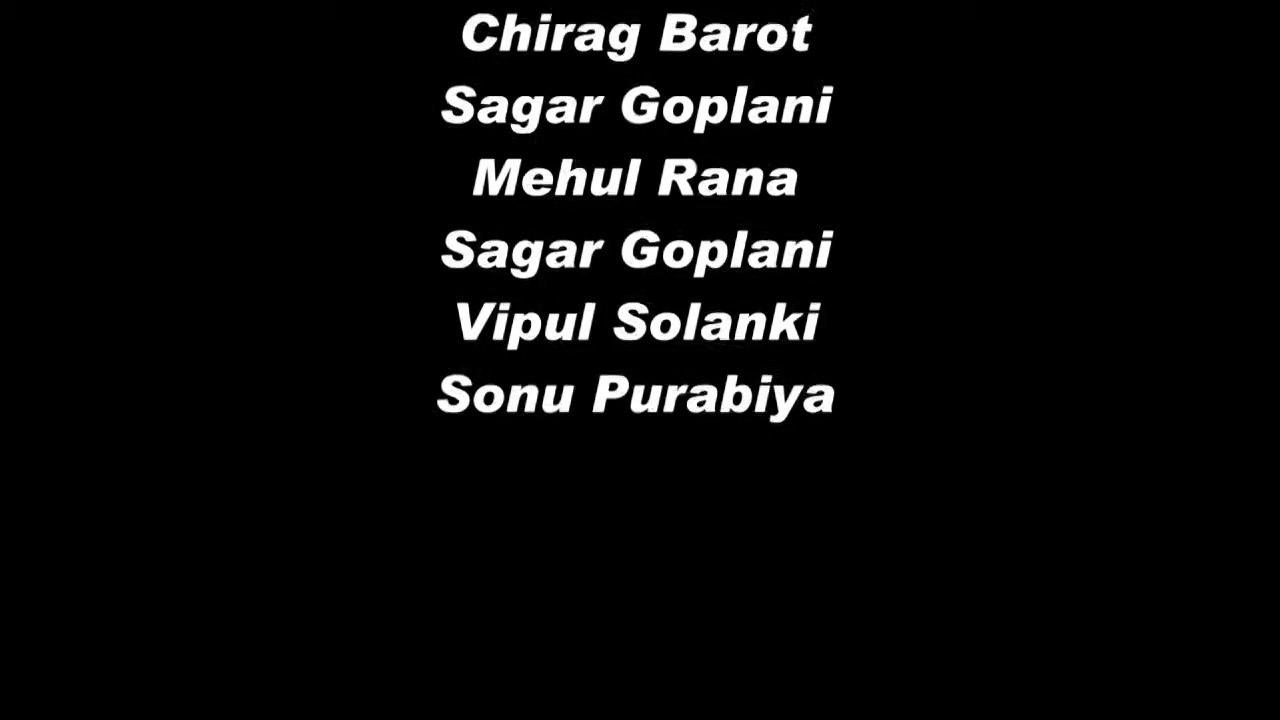 Chirag Barot
Sagar Goplani
Mehul Rana
Sagar Goplani
Vipul Solanki
Sonu Purabiya